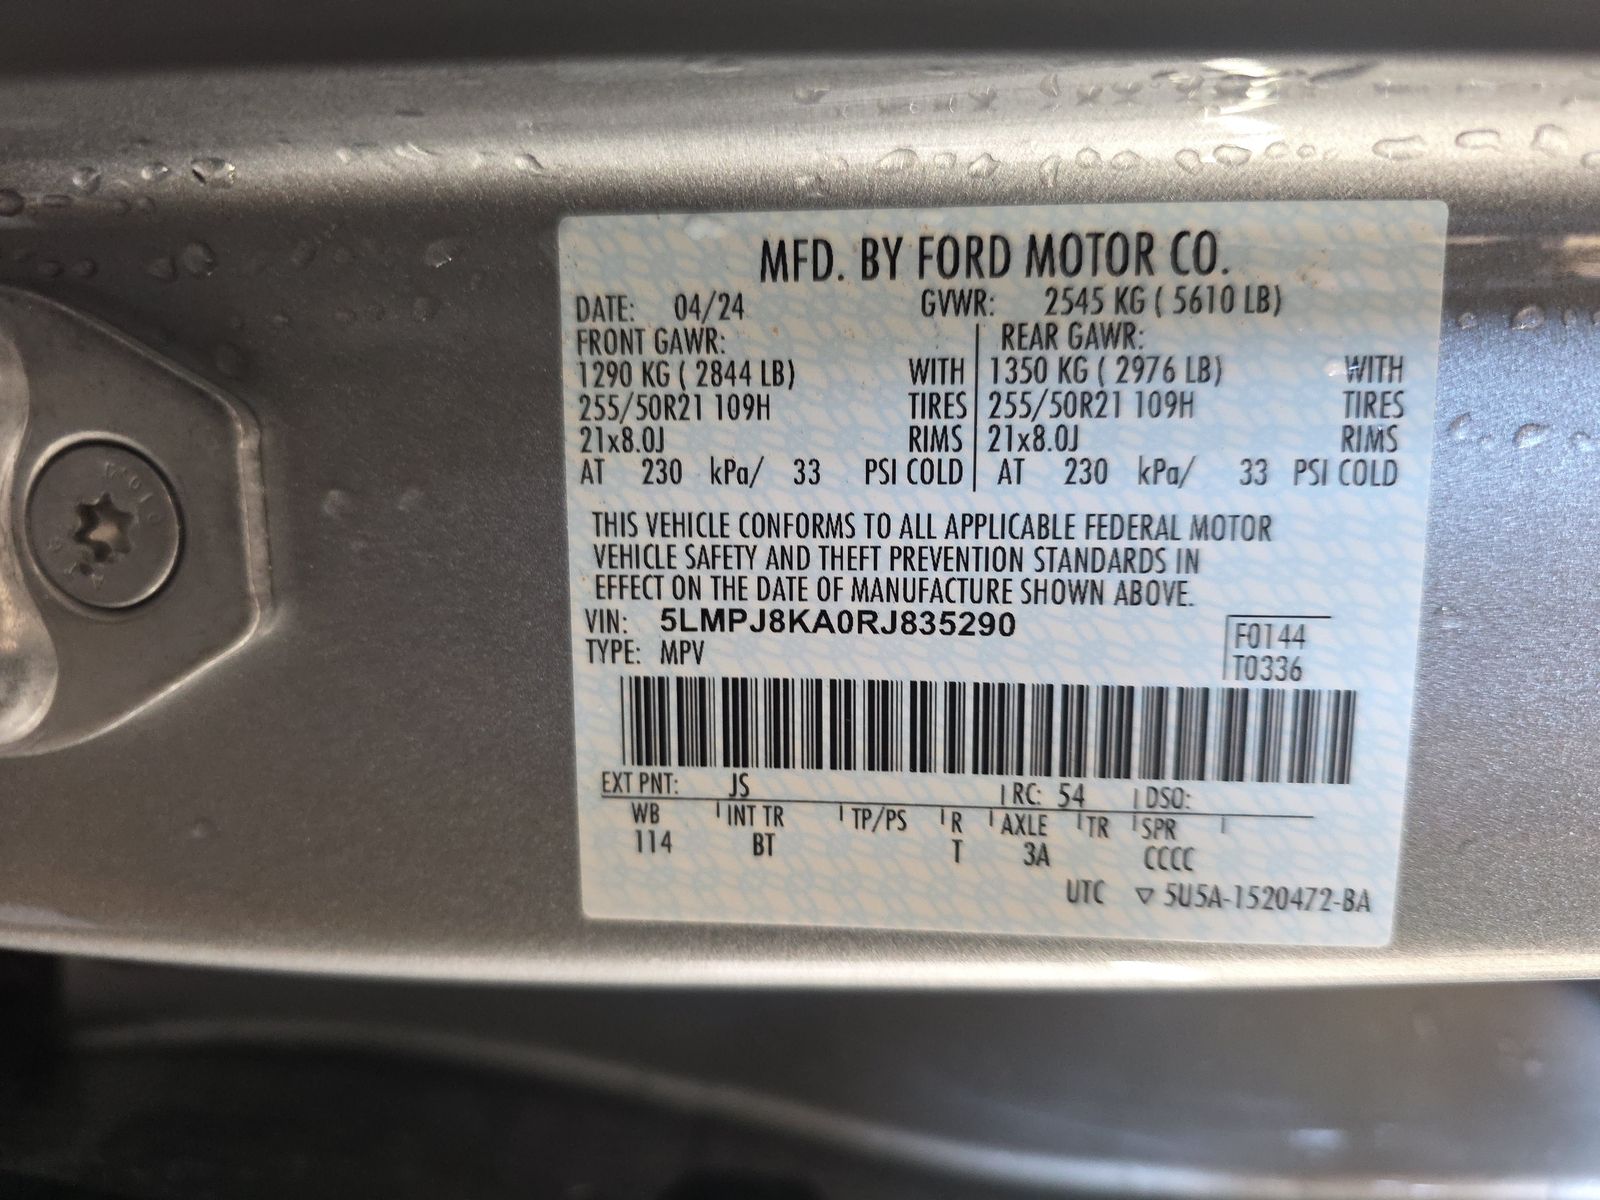 MFD. BY FORD MOTOR CO.
DATE: 04/24 GVWR: 2545 KG ( 5610 LB)
FRONT GAWR: REAR GAWR:
1290 KG ( 2844 LB) WITH 1350 KG ( 2976 LB) WITH
255/50R21 109H TIRES 255/50R21 109H TIRES
21x8.0J RIMS 21x8.0J RIMS
AT 230 kPa/ 33 PSI COLD AT 230 kPa/ 33 PSI COLD
THIS VEHICLE CONFORMS TO ALL APPLICABLE FEDERAL MOTOR
VEHICLE SAFETY AND THEFT PREVENTION STANDARDS IN
EFFECT ON THE DATE OF MANUFACTURE SHOWN ABOVE.
VIN: 5LMPJ8KA0RJ835290
F0144
TYPE: MPV
T0336
EXT PNT: JS RC: 54 DSO:
WB INT TR TP/PS R AXLE TR SPR
114 BT T 3A CCCC
UTC ▽ 5U5A-1520472-BA